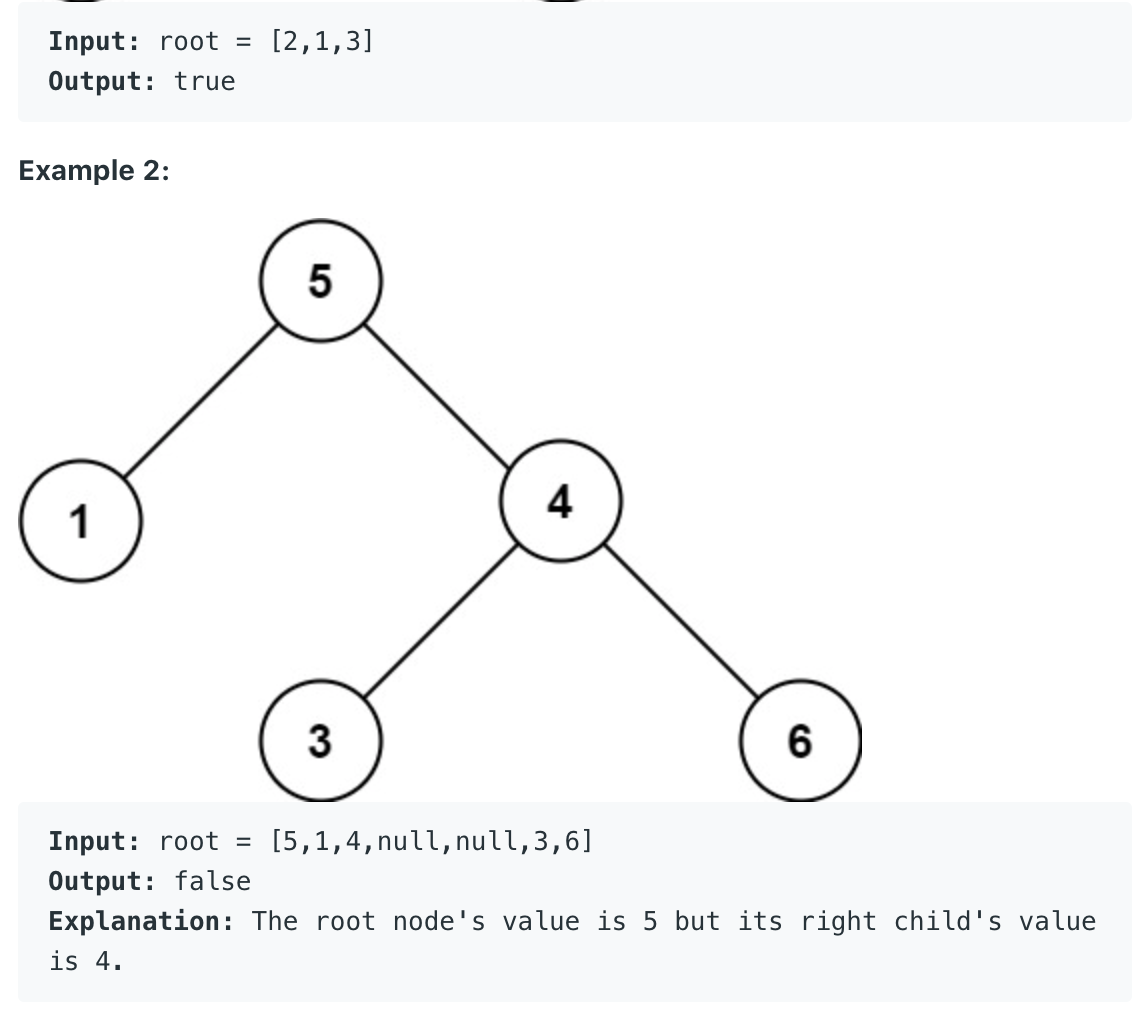 Input: root = [2,1,3]
Output: true
Example 2:
5
1
4
3
6
Input: root = [5,1,4,null,null,3,6]
Output: false
Explanation: The root node's value is 5 but its right child's value
is 4.